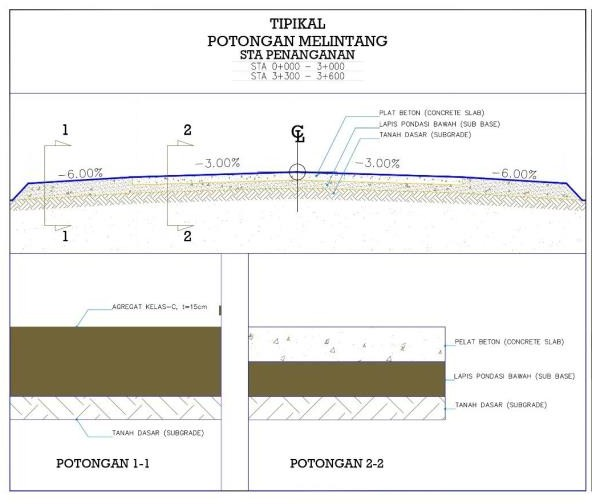 TIPIKAL
POTONGAN MELINTANG
STA PENANGANAN
STA 0+000 - 3+000
STA 3+300 - 3+600
PLAT BETON (CONCRETE SLAB)
LAPIS PONDASI BAWAH (SUB BASE)
TANAH DASAR (SUBGRADE)
1
2
CL
-6.00%
-3.00%
-3.00%
-6.00%
1
2
AGREGAT KELAS-C, t=15cm
TANAH DASAR (SUBGRADE)
POTONGAN 1-1
PELAT BETON (CONCRETE SLAB)
LAPIS PONDASI BAWAH (SUB BASE)
TANAH DASAR (SUBGRADE)
POTONGAN 2-2